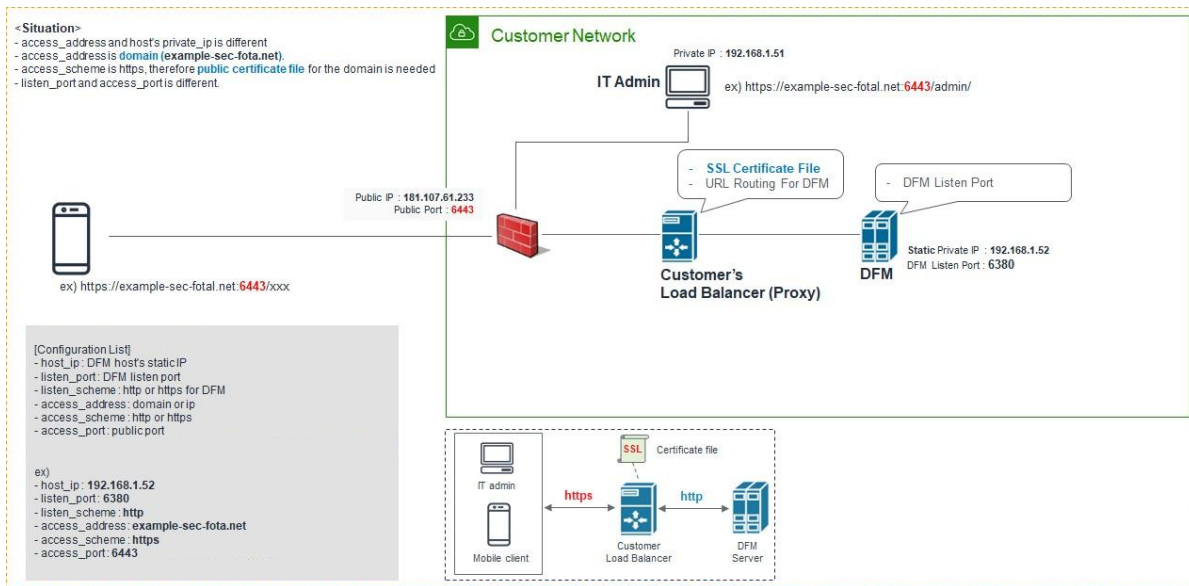 <Situation>
- access_address and host's private_ip is different
- access_address is domain (example-sec-fota.net).
- access_scheme is https, therefore public certificate file for the domain is needed
- listen_port and access_port is different.
Customer Network
Private IP : 192.168.1.51
IT Admin
ex) https://example-sec-fotal.net:6443/admin/
- SSL Certificate File
- URL Routing For DFM
- DFM Listen Port
Public IP : 181.107.61.233
Public Port : 6443
Static Private IP : 192.168.1.52
DFM Listen Port : 6380
Customer's
Load Balancer (Proxy)
DFM
ex) https://example-sec-fotal.net:6443/xxx
[Configuration List]
- host_ip : DFM host's static IP
- listen_port : DFM listen port
- listen_scheme : http or https for DFM
- access_address: domain or ip
- access_scheme : http or https
- access_port : public port
ex)
- host_ip : 192.168.1.52
- listen_port : 6380
- listen_scheme : http
- access_address : example-sec-fota.net
- access_scheme : https
- access_port : 6443
SSL
Certificate file
IT admin
https
http
Mobile client
Customer
Load Balancer
DFM
Server